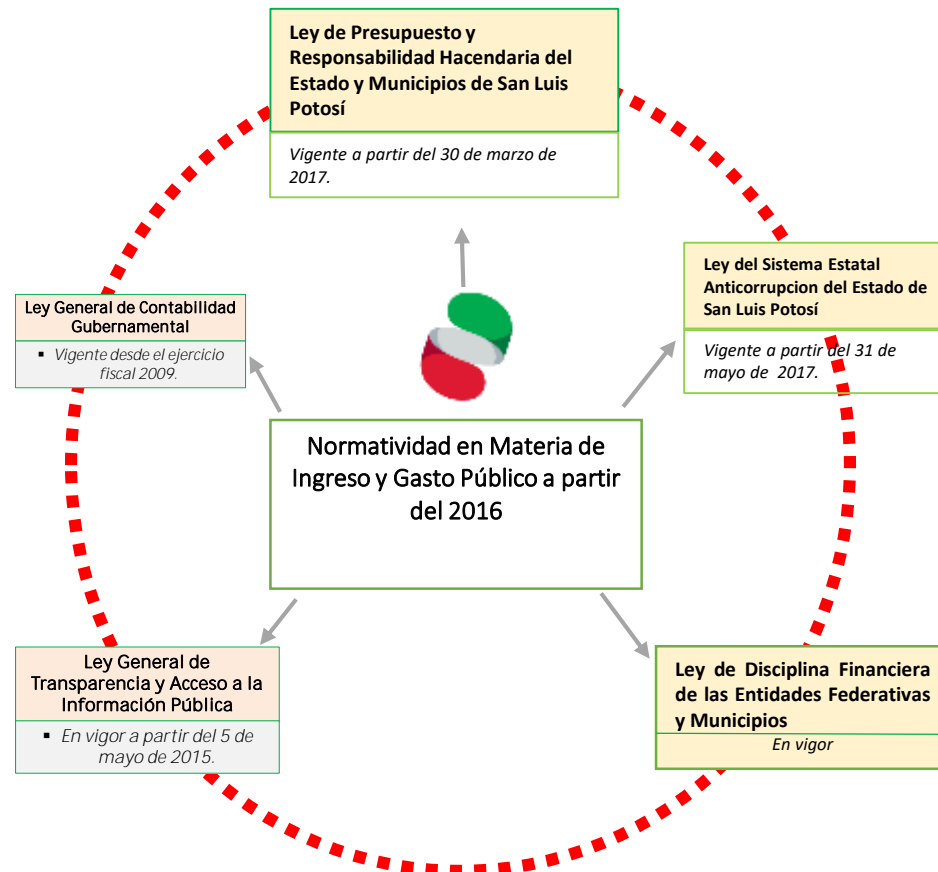 Ley de Presupuesto y
Responsabilidad Hacendaria del
Estado y Municipios de San Luis
Potosí
Vigente a partir del 30 de marzo de
2017.
Ley del Sistema Estatal
Anticorrupcion del Estado de
San Luis Potosí
Vigente a partir del 31 de
mayo de 2017.
Ley General de Contabilidad
Gubernamental
▪ Vigente desde el ejercicio
fiscal 2009.
Normatividad en Materia de
Ingreso y Gasto Público a partir
del 2016
Ley General de
Transparencia y Acceso a la
Información Pública
▪ En vigor a partir del 5 de
mayo de 2015.
Ley de Disciplina Financiera
de las Entidades Federativas
y Municipios
En vigor